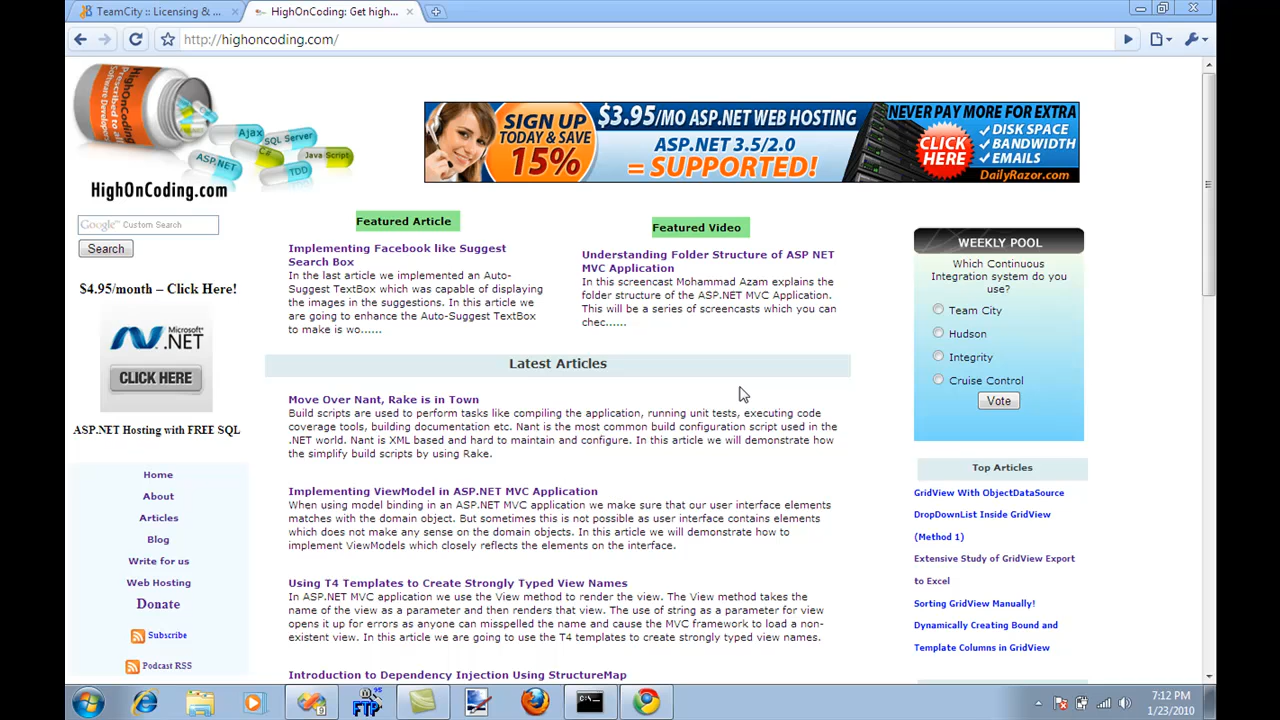 TeamCity :: Licensing & ...
HighOnCoding: Get high...
http://highoncoding.com/
HighOnCoding
Prescribed to all
Software Developers
Ajax
SQL Server
C#
Java Script
ASP.NET
TDD
HighOnCoding.com
SIGN UP
TODAY & SAVE
15%
$3.95/MO ASP.NET WEB HOSTING
ASP.NET 3.5/2.0
= SUPPORTED!
NEVER PAY MORE FOR EXTRA
CLICK
HERE
✓ DISK SPACE
✓ BANDWIDTH
✓ EMAILS
DailyRazor.com
Google™ Custom Search
Search
$4.95/month – Click Here!
Microsoft®
.NET
CLICK HERE
ASP.NET Hosting with FREE SQL
Home
About
Articles
Blog
Write for us
Web Hosting
Donate
Subscribe
Podcast RSS
Featured Article
Implementing Facebook like Suggest
Search Box
In the last article we implemented an Auto-
Suggest TextBox which was capable of displaying
the images in the suggestions. In this article we
are going to enhance the Auto-Suggest TextBox
to make is wo......
Featured Video
Understanding Folder Structure of ASP NET
MVC Application
In this screencast Mohammad Azam explains the
folder structure of the ASP.NET MVC Application.
This will be a series of screencasts which you can
chec......
Latest Articles
Move Over Nant, Rake is in Town
Build scripts are used to perform tasks like compiling the application, running unit tests, executing code
coverage tools, building documentation etc. Nant is the most common build configuration script used in the
.NET world. Nant is XML based and hard to maintain and configure. In this article we will demonstrate how
the simplify build scripts by using Rake.
Implementing ViewModel in ASP.NET MVC Application
When using model binding in an ASP.NET MVC application we make sure that our user interface elements
matches with the domain object. But sometimes this is not possible as user interface contains elements
which does not make any sense on the domain objects. In this article we will demonstrate how to
implement ViewModels which closely reflects the elements on the interface.
Using T4 Templates to Create Strongly Typed View Names
In ASP.NET MVC application we use the View method to render the view. The View method takes the
name of the view as a parameter and then renders that view. The use of string as a parameter for view
opens it up for errors as anyone can misspelled the name and cause the MVC framework to load a non-
existent view. In this article we are going to use the T4 templates to create strongly typed view names.
Introduction to Dependency Injection Using StructureMap
WEEKLY POOL
Which Continuous
Integration system do you
use?
Team City
Hudson
Integrity
Cruise Control
Vote
Top Articles
GridView With ObjectDataSource
DropDownList Inside GridView
(Method 1)
Extensive Study of GridView Export
to Excel
Sorting GridView Manually!
Dynamically Creating Bound and
Template Columns in GridView
FTP
7:12 PM
1/23/2010